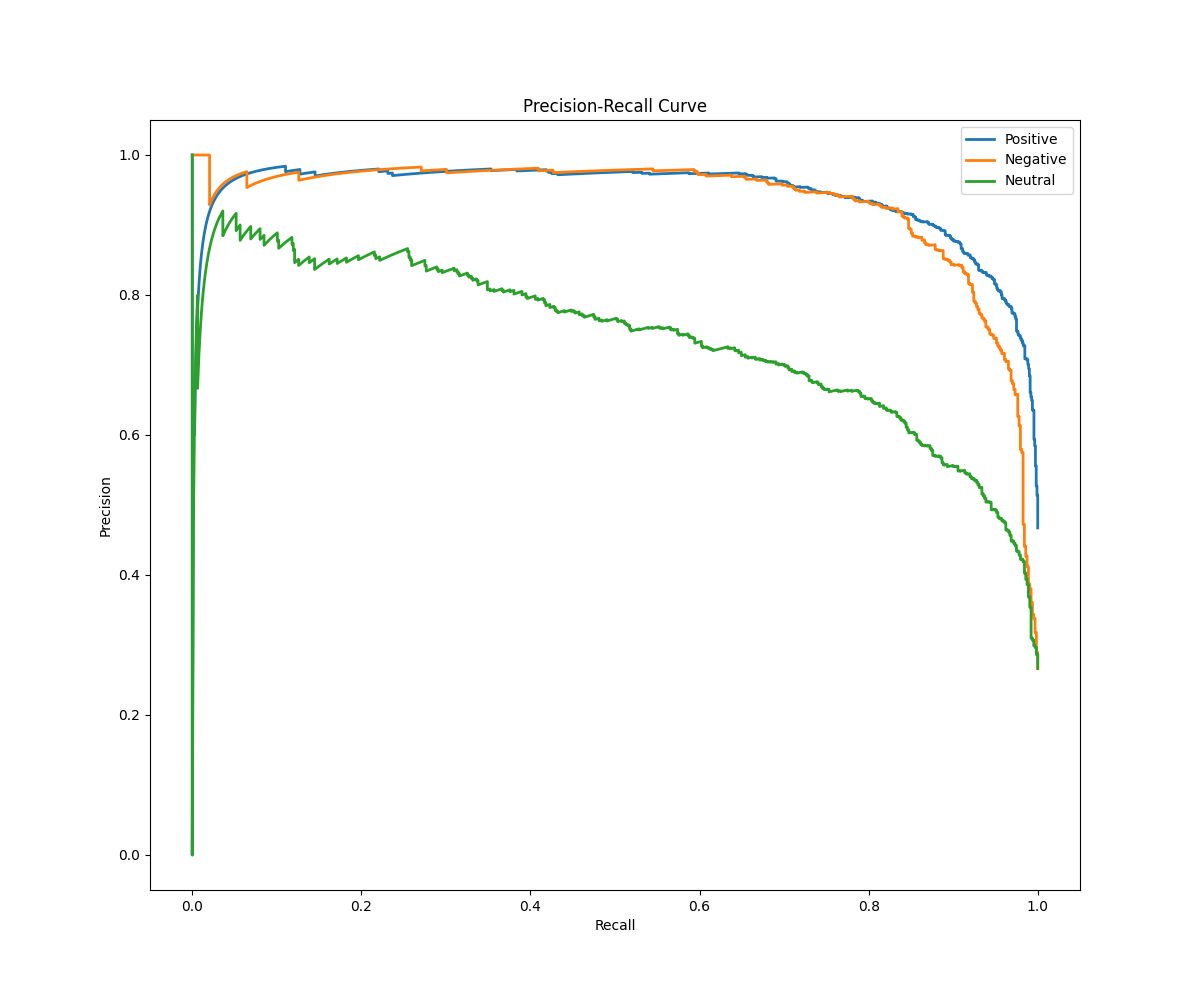 Precision-Recall Curve
Positive
Negative
Neutral
1.0
0.8
0.6
0.4
0.2
0.0
Precision
0.0 0.2 0.4 0.6 0.8 1.0
Recall